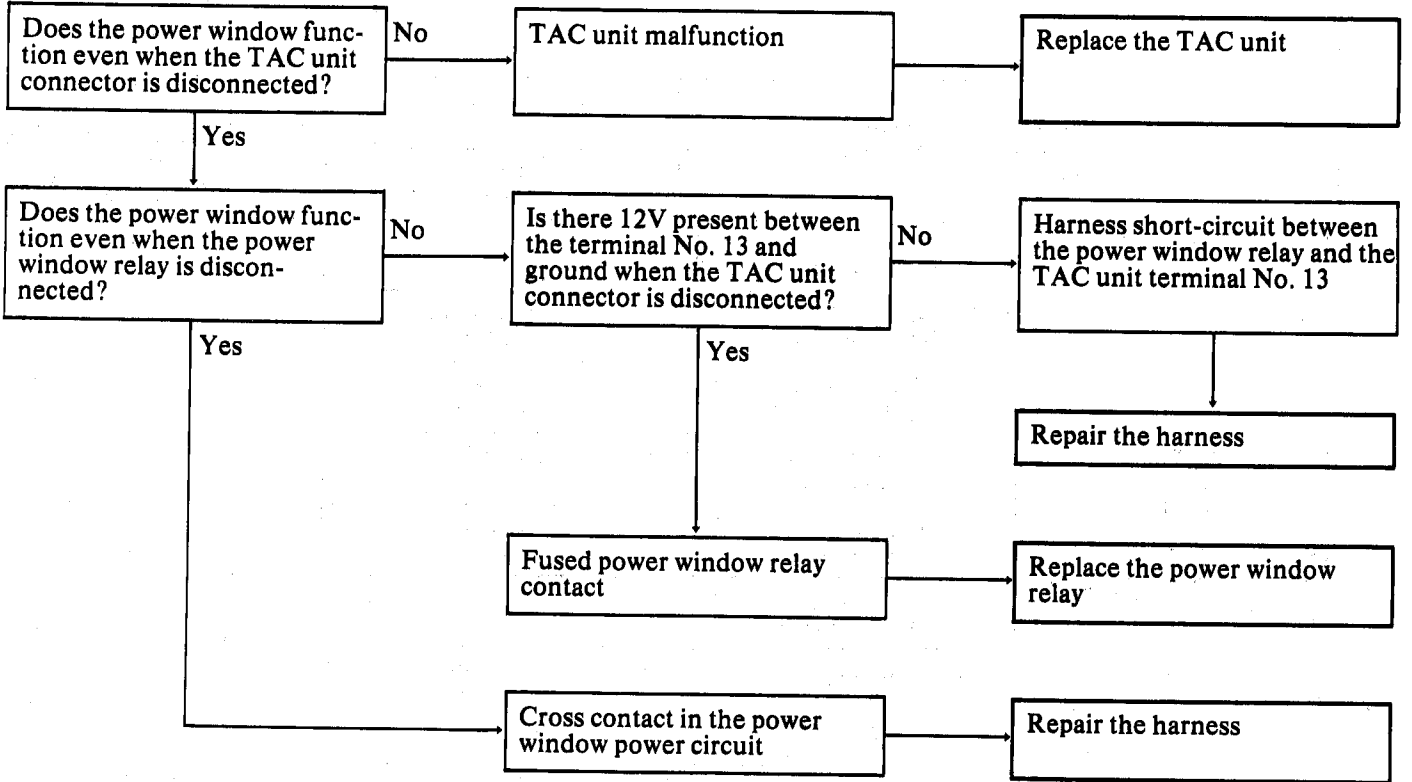 Does the power window func-
tion even when the TAC unit
connector is disconnected?
No
TAC unit malfunction
Replace the TAC unit
Yes
Does the power window func-
tion even when the power
window relay is discon-
nected?
No
Is there 12V present between
the terminal No. 13 and
ground when the TAC unit
connector is disconnected?
No
Harness short-circuit between
the power window relay and the
TAC unit terminal No. 13
Yes
Yes
Repair the harness
Fused power window relay
contact
Replace the power window
relay
Cross contact in the power
window power circuit
Repair the harness